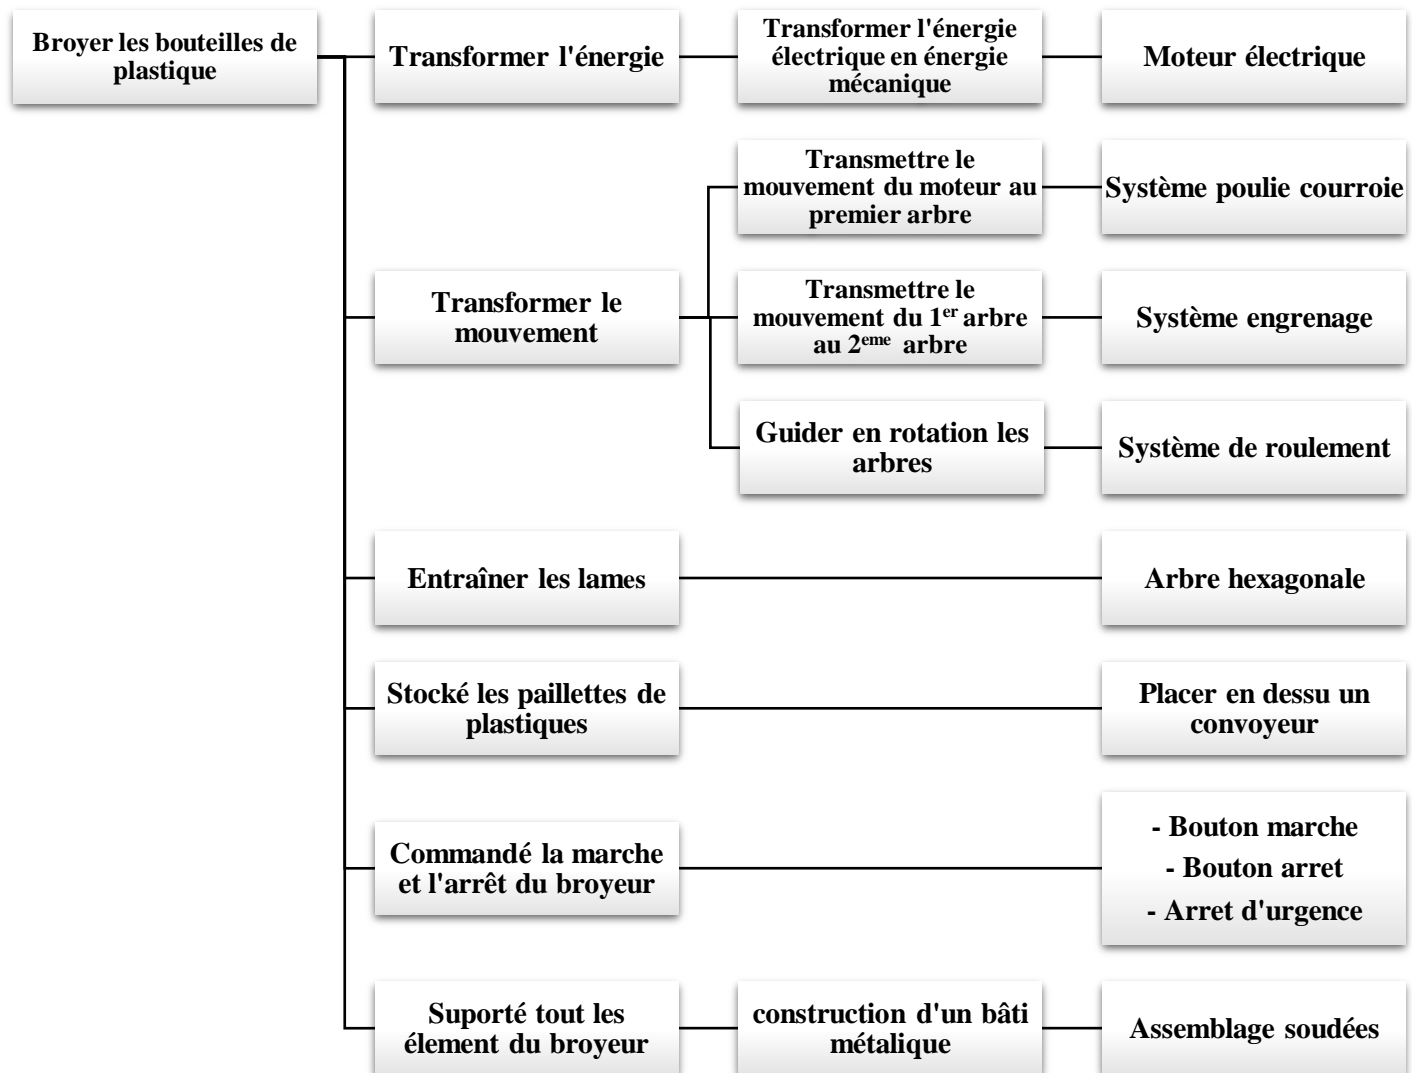 Broyer les bouteilles de
plastique
Transformer l'énergie
Transformer l'énergie
électrique en énergie
mécanique
Moteur électrique
Transformer le
mouvement
Transmettre le
mouvement du moteur au
premier arbre
Système poulie courroie
Transmettre le
mouvement du 1er arbre
au 2eme arbre
Système engrenage
Guider en rotation les
arbres
Système de roulement
Entraîner les lames
Arbre hexagonale
Stocké les paillettes de
plastiques
Placer en dessu un
convoyeur
Commandé la marche
et l'arrêt du broyeur
- Bouton marche
- Bouton arret
- Arret d'urgence
Suporté tout les
élement du broyeur
construction d'un bâti
métalique
Assemblage soudées